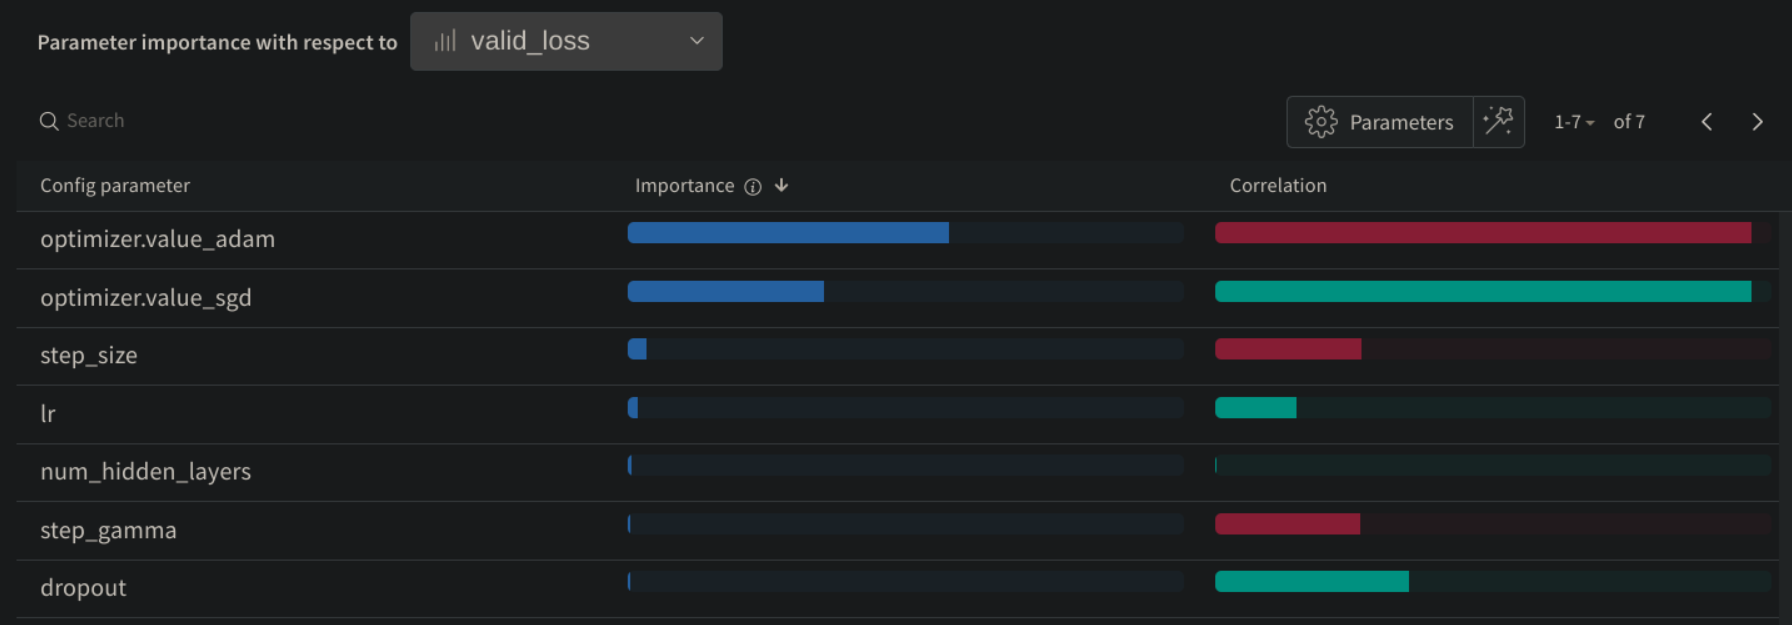 Parameter importance with respect to valid_loss
Search Parameters 1-7 of 7
Config parameter Importance Correlation
optimizer.value_adam
optimizer.value_sgd
step_size
lr
num_hidden_layers
step_gamma
dropout